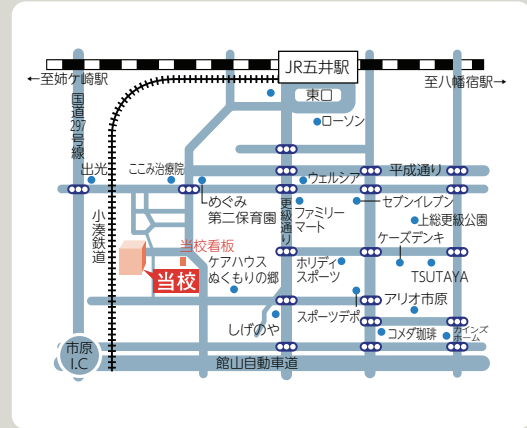 JR五井駅
←至姉ケ崎駅
至八幡宿駅→
東口
国道297号線
ローソン
出光
ここみ治療院
ウェルシア
平成通り
めぐみ
第二保育園
更級通り
ファミリー
マート
セブンイレブン
上総更級公園
小湊鉄道
当校看板
ケアハウス
ぬくもりの郷
ホリディ
スポーツ
ケーズデンキ
TSUTAYA
当校
しげのや
スポーツデポ
アリオ市原
コメダ珈琲
カインズ
ホーム
市原
I.C
館山自動車道